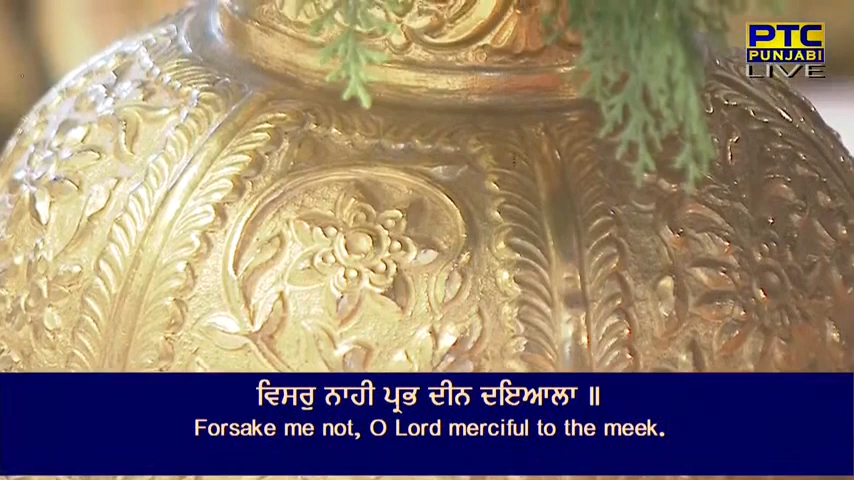 PTC
PUNJABI
LIVE
ਵਿਸਰੁ ਨਾਹੀ ਪ੍ਰਭ ਦੀਨ ਦਇਆਲਾ ॥
Forsake me not, O Lord merciful to the meek.